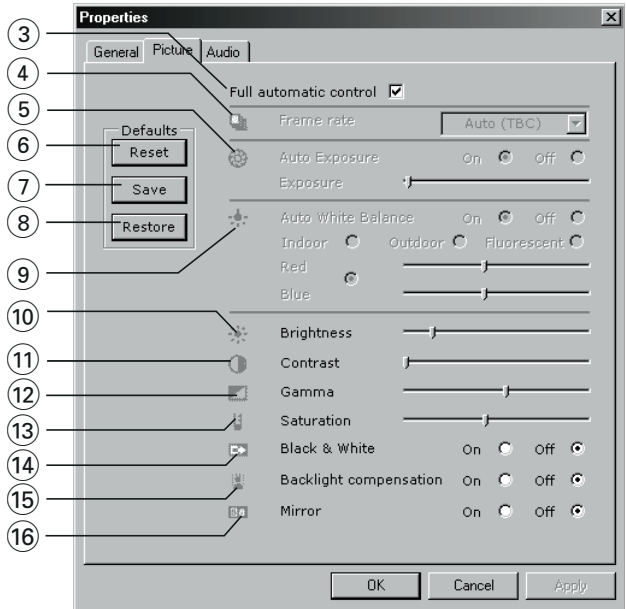 Properties
General Picture Audio
3
Full automatic control
4
Frame rate Auto (TBC)
5
Defaults
Auto Exposure On Off
6
Reset
Exposure
7
Save
8
Restore
Auto White Balance On Off
Indoor Outdoor Fluorescent
9
Red
Blue
10
Brightness
11
Contrast
12
Gamma
13
Saturation
14
Black & White On Off
15
Backlight compensation On Off
16
Mirror On Off
OK Cancel Apply